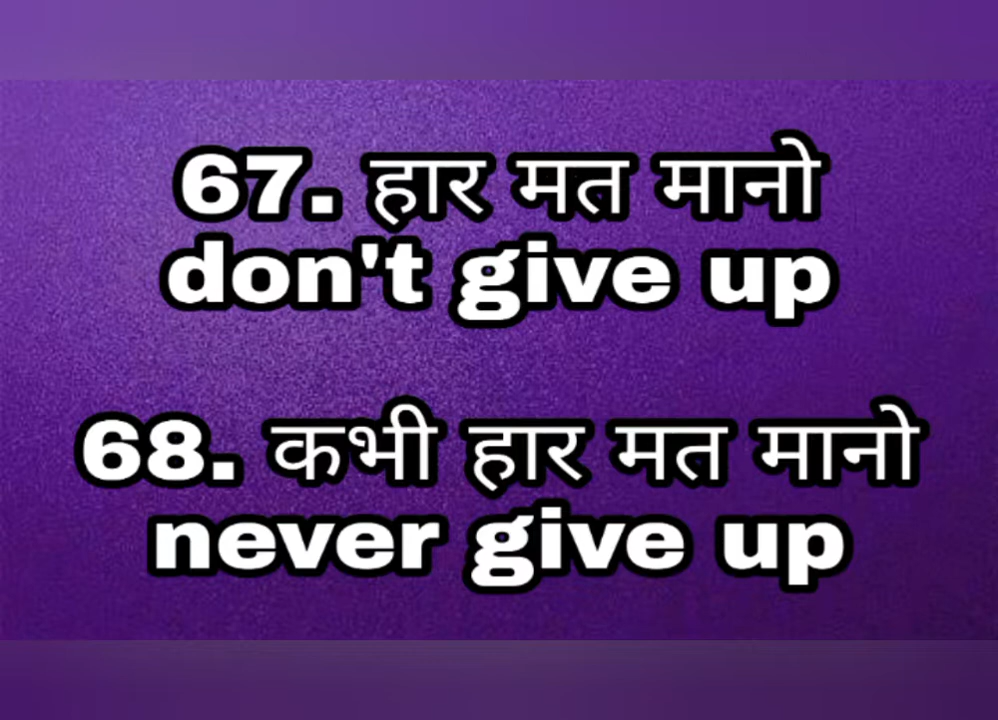 67. हार मत मानो
don't give up
68. कभी हार मत मानो
never give up